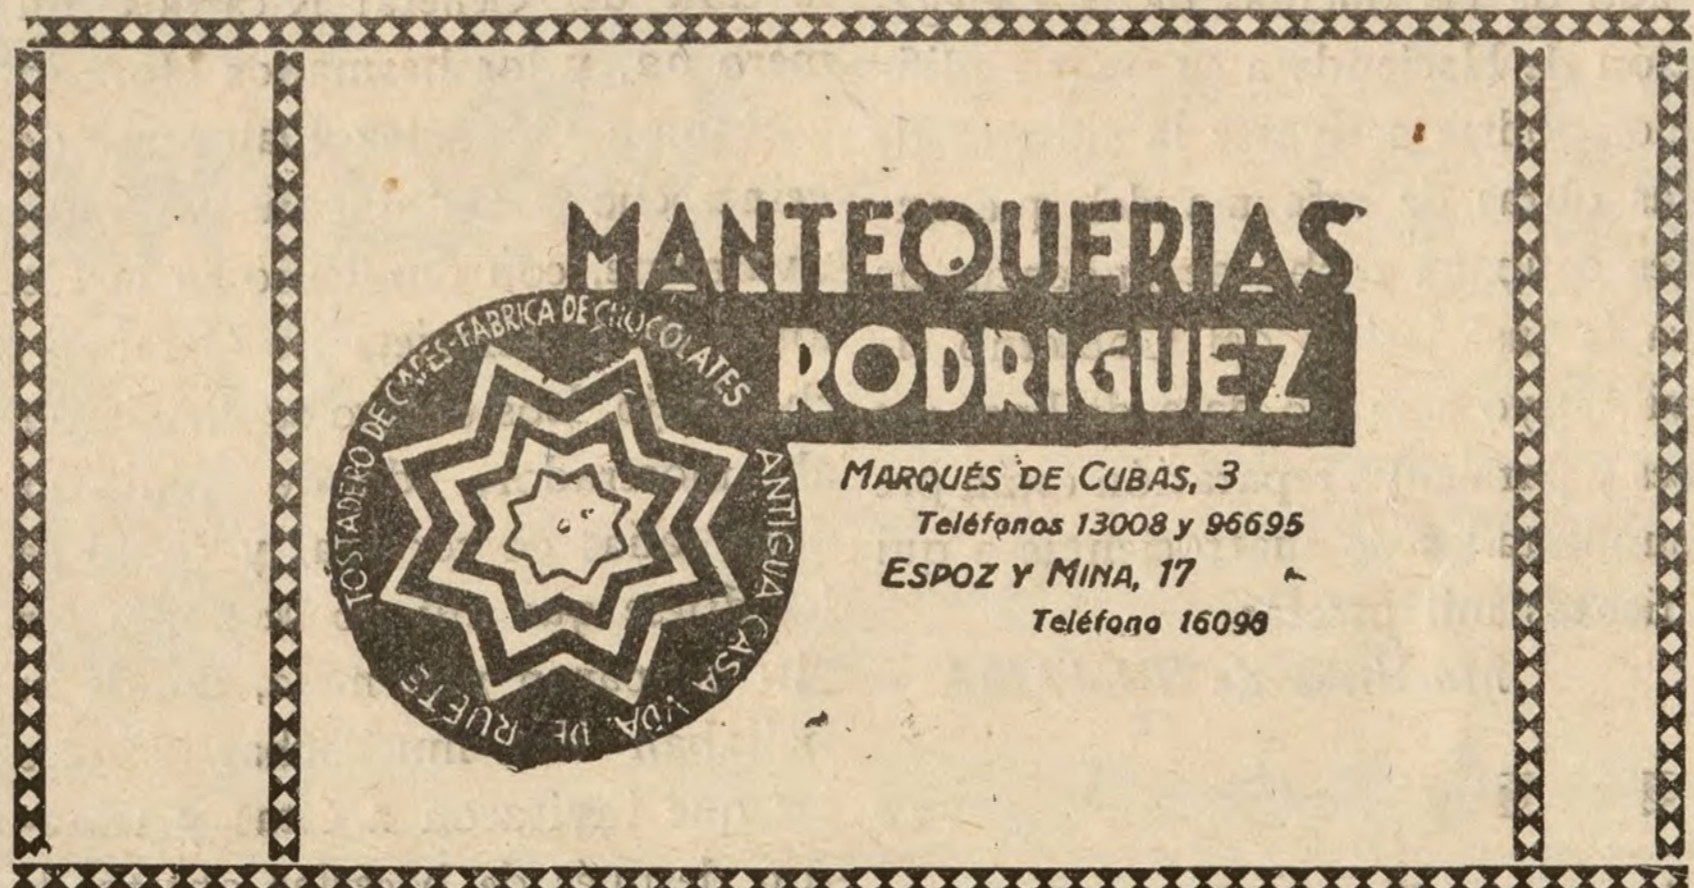 MANTEQUERIAS
RODRIGUEZ
TOSTADERO DE CAFES-FABRICA DE CHOCOLATES
ANTIGUA CASA VDA. DE RUETE
MARQUÉS DE CUBAS, 3
Teléfonos 13008 y 96695
ESPOZ Y MINA, 17
Teléfono 16098